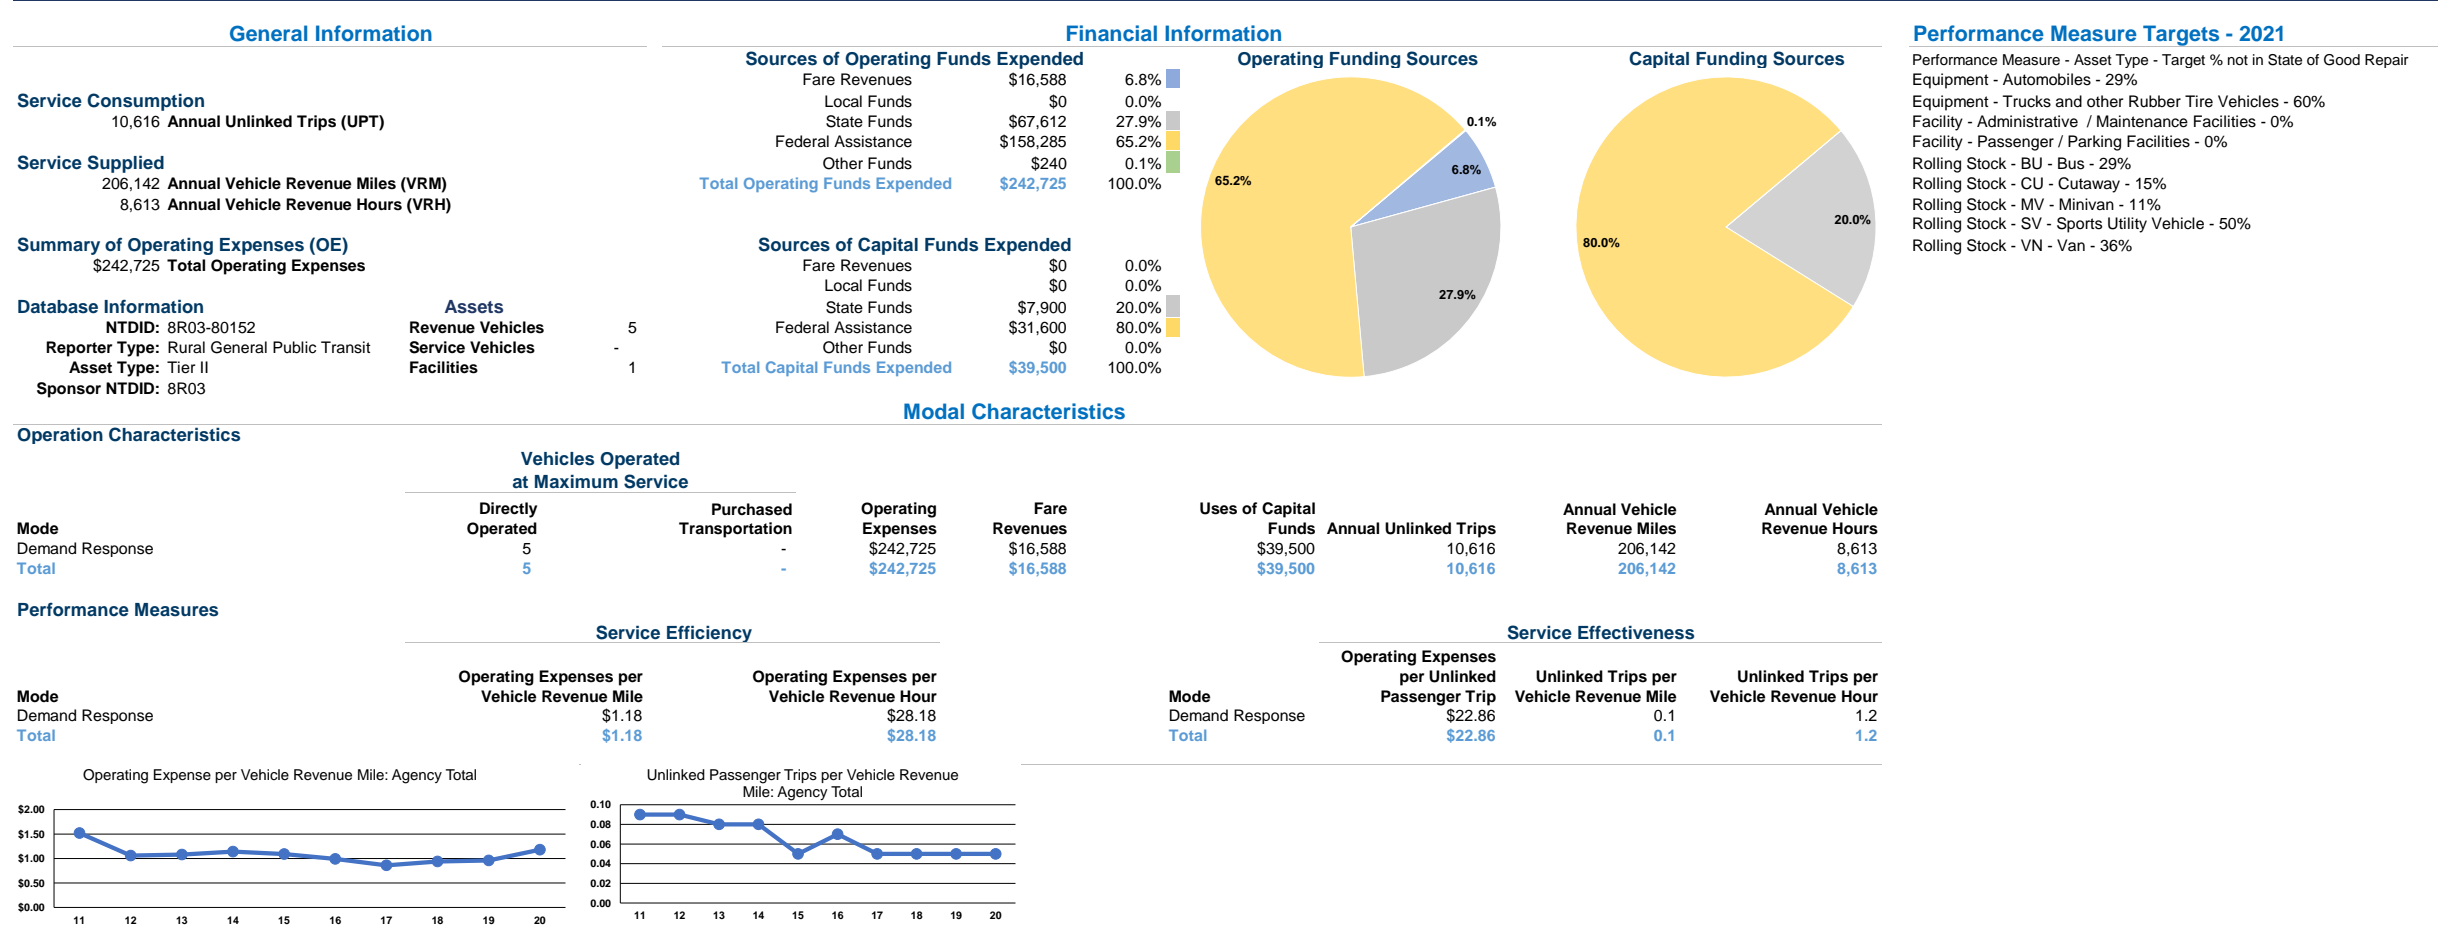 General Information
Service Consumption
10,616 Annual Unlinked Trips (UPT)
Service Supplied
206,142 Annual Vehicle Revenue Miles (VRM)
8,613 Annual Vehicle Revenue Hours (VRH)
Summary of Operating Expenses (OE)
$242,725 Total Operating Expenses
Database Information
NTDID: 8R03-80152
Reporter Type: Rural General Public Transit
Asset Type: Tier II
Sponsor NTDID: 8R03
Assets
Revenue Vehicles 5
Service Vehicles -
Facilities 1
Financial Information
Sources of Operating Funds Expended
Fare Revenues $16,588 6.8%
Local Funds $0 0.0%
State Funds $67,612 27.9%
Federal Assistance $158,285 65.2%
Other Funds $240 0.1%
Total Operating Funds Expended $242,725 100.0%
Sources of Capital Funds Expended
Fare Revenues $0 0.0%
Local Funds $0 0.0%
State Funds $7,900 20.0%
Federal Assistance $31,600 80.0%
Other Funds $0 0.0%
Total Capital Funds Expended $39,500 100.0%
Operating Funding Sources
0.1%
6.8%
65.2%
27.9%
Capital Funding Sources
20.0%
80.0%
Performance Measure Targets - 2021
Performance Measure - Asset Type - Target % not in State of Good Repair
Equipment - Automobiles - 29%
Equipment - Trucks and other Rubber Tire Vehicles - 60%
Facility - Administrative / Maintenance Facilities - 0%
Facility - Passenger / Parking Facilities - 0%
Rolling Stock - BU - Bus - 29%
Rolling Stock - CU - Cutaway - 15%
Rolling Stock - MV - Minivan - 11%
Rolling Stock - SV - Sports Utility Vehicle - 50%
Rolling Stock - VN - Van - 36%
Modal Characteristics
Operation Characteristics
Vehicles Operated
at Maximum Service
Directly Purchased Operating Fare Uses of Capital Annual Vehicle Annual Vehicle
Mode Operated Transportation Expenses Revenues Funds Annual Unlinked Trips Revenue Miles Revenue Hours
Demand Response 5 - $242,725 $16,588 $39,500 10,616 206,142 8,613
Total 5 - $242,725 $16,588 $39,500 10,616 206,142 8,613
Performance Measures
Service Efficiency
Operating Expenses per Operating Expenses per
Mode Vehicle Revenue Mile Vehicle Revenue Hour
Demand Response $1.18 $28.18
Total $1.18 $28.18
Service Effectiveness
Operating Expenses
per Unlinked Unlinked Trips per Unlinked Trips per
Mode Passenger Trip Vehicle Revenue Mile Vehicle Revenue Hour
Demand Response $22.86 0.1 1.2
Total $22.86 0.1 1.2
Operating Expense per Vehicle Revenue Mile: Agency Total
$2.00
$1.50
$1.00
$0.50
$0.00
11 12 13 14 15 16 17 18 19 20
Unlinked Passenger Trips per Vehicle Revenue
Mile: Agency Total
0.10
0.08
0.06
0.04
0.02
0.00
11 12 13 14 15 16 17 18 19 20